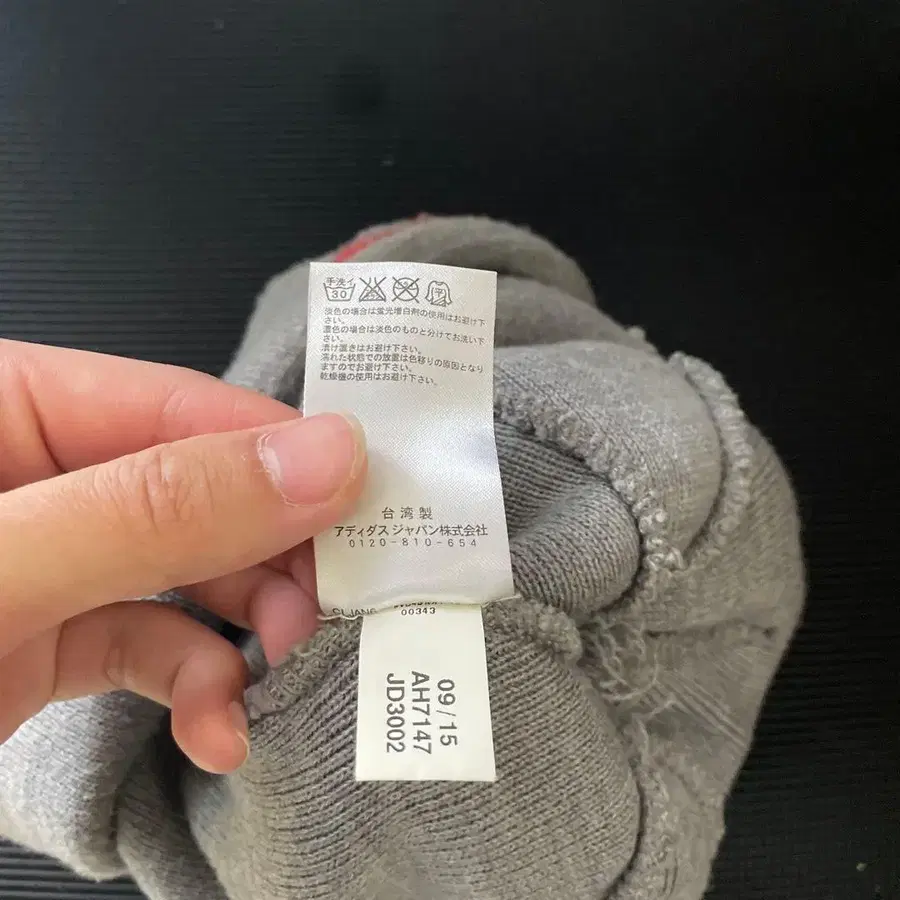 手洗イ
30
淡色の場合は蛍光増白剤の使用はお避け下
さい。
濃色の場合は淡色のものと分けてお洗い下
さい。
漬け置きはお避け下さい。
濡れた状態での放置は色移りの原因となり
ますのでお避け下さい。
乾燥機の使用はお避け下さい。
台湾製
アディダス ジャパン株式会社
0120-810-654
00343
09/15
AH7147
JD3002